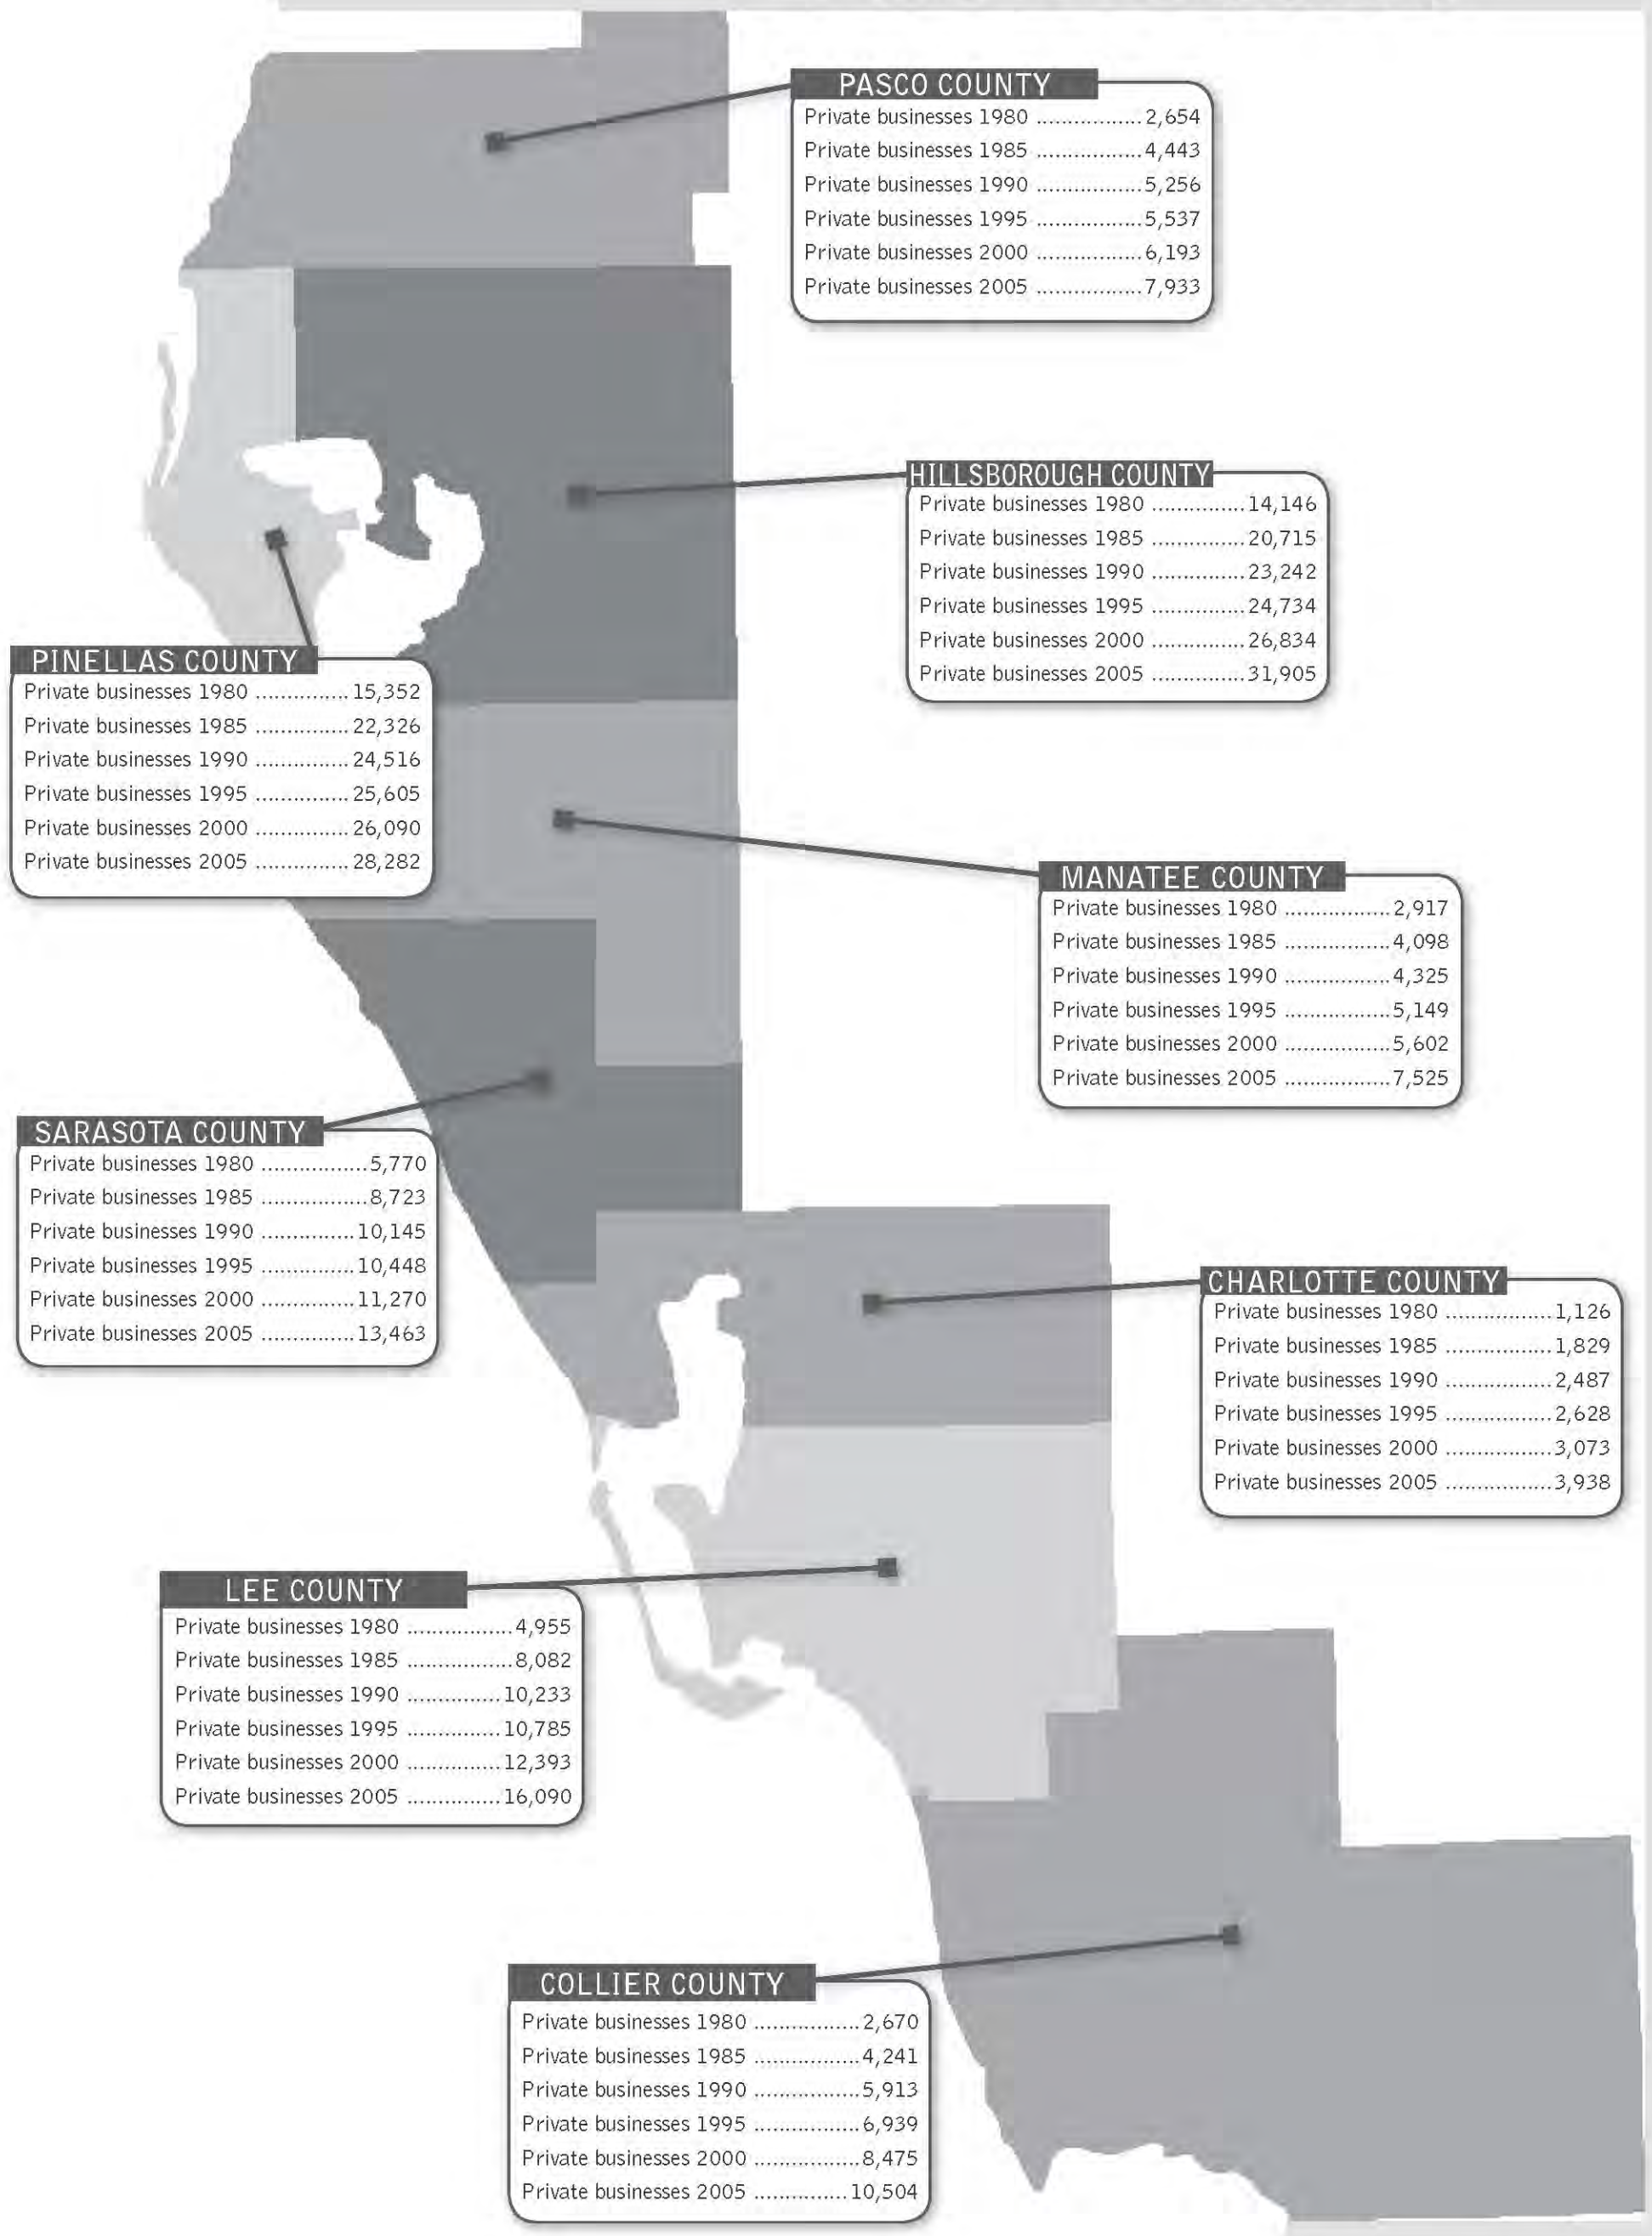 PASCO COUNTY
Private businesses 1980 .................2,654
Private businesses 1985 .................4,443
Private businesses 1990 .................5,256
Private businesses 1995 .................5,537
Private businesses 2000 .................6,193
Private businesses 2005 .................7,933
HILLSBOROUGH COUNTY
Private businesses 1980 ...............14,146
Private businesses 1985 ...............20,715
Private businesses 1990 ...............23,242
Private businesses 1995 ...............24,734
Private businesses 2000 ...............26,834
Private businesses 2005 ...............31,905
PINELLAS COUNTY
Private businesses 1980 ...............15,352
Private businesses 1985 ...............22,326
Private businesses 1990 ...............24,516
Private businesses 1995 ...............25,605
Private businesses 2000 ...............26,090
Private businesses 2005 ...............28,282
MANATEE COUNTY
Private businesses 1980 .................2,917
Private businesses 1985 .................4,098
Private businesses 1990 .................4,325
Private businesses 1995 .................5,149
Private businesses 2000 .................5,602
Private businesses 2005 .................7,525
SARASOTA COUNTY
Private businesses 1980 .................5,770
Private businesses 1985 .................8,723
Private businesses 1990 ...............10,145
Private businesses 1995 ...............10,448
Private businesses 2000 ...............11,270
Private businesses 2005 ...............13,463
CHARLOTTE COUNTY
Private businesses 1980 .................1,126
Private businesses 1985 .................1,829
Private businesses 1990 .................2,487
Private businesses 1995 .................2,628
Private businesses 2000 .................3,073
Private businesses 2005 .................3,938
LEE COUNTY
Private businesses 1980 .................4,955
Private businesses 1985 .................8,082
Private businesses 1990 ...............10,233
Private businesses 1995 ...............10,785
Private businesses 2000 ...............12,393
Private businesses 2005 ...............16,090
COLLIER COUNTY
Private businesses 1980 .................2,670
Private businesses 1985 .................4,241
Private businesses 1990 .................5,913
Private businesses 1995 .................6,939
Private businesses 2000 .................8,475
Private businesses 2005 ...............10,504